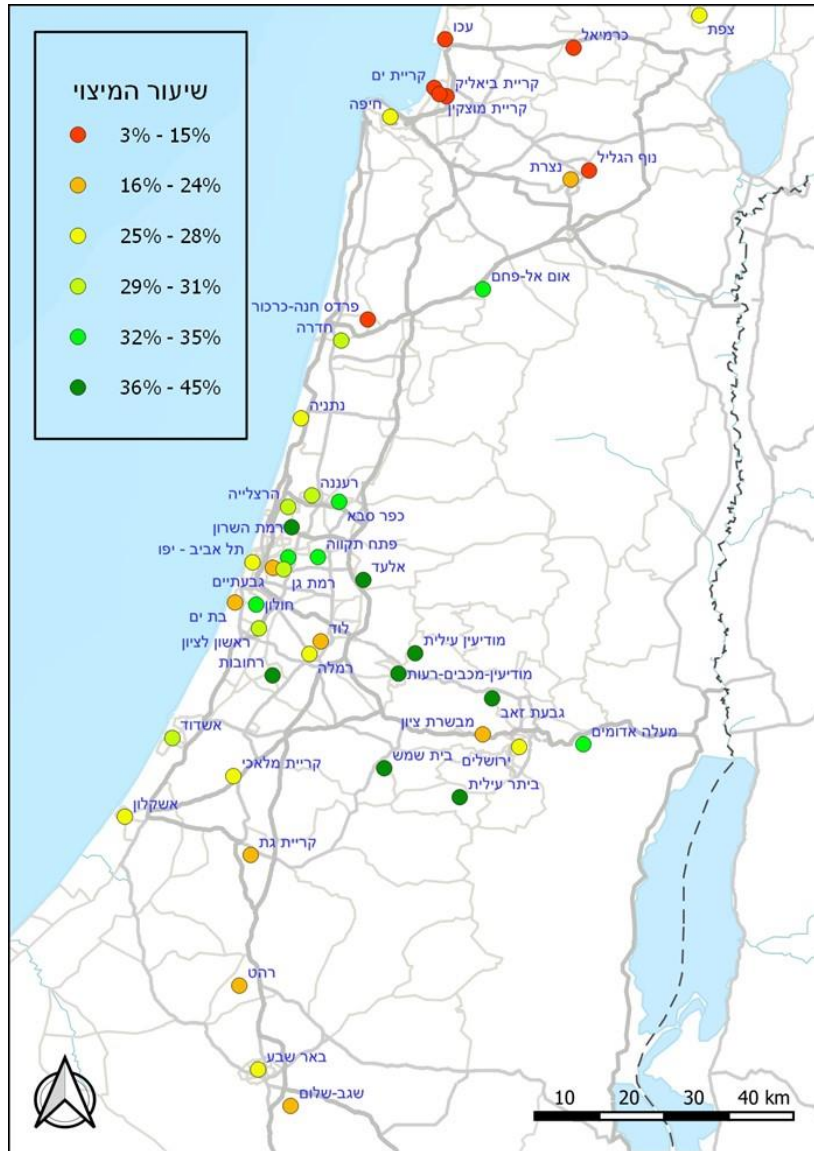 שיעור המיצוי
3% - 15%
16% - 24%
25% - 28%
29% - 31%
32% - 35%
36% - 45%
צפת
עכו
כרמיאל
קריית ים
קריית ביאליק
קריית מוצקין
חיפה
נוף הגליל
נצרת
אום אל-פחם
פרדס חנה-כרכור
חדרה
נתניה
רעננה
הרצלייה
כפר סבא
רמת השרון
פתח תקווה
תל אביב - יפו
אלעד
גבעתיים
רמת גן
חולון
בת ים
לוד
ראשון לציון
רמלה
רחובות
מודיעין עילית
מודיעין-מכבים-רעות
גבעת זאב
מבשרת ציון
מעלה אדומים
ירושלים
בית שמש
ביתר עילית
אשדוד
קריית מלאכי
אשקלון
קריית גת
רהט
באר שבע
שגב-שלום
10 20 30 40 km